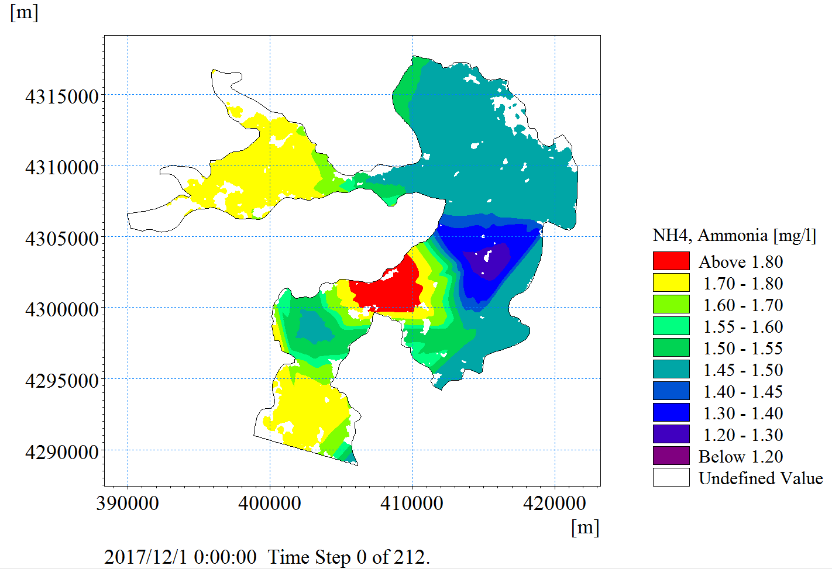 [m]
4315000
4310000
4305000
4300000
4295000
4290000
390000 400000 410000 420000
[m]
2017/12/1 0:00:00 Time Step 0 of 212.
NH4, Ammonia [mg/l]
Above 1.80
1.70 - 1.80
1.60 - 1.70
1.55 - 1.60
1.50 - 1.55
1.45 - 1.50
1.40 - 1.45
1.30 - 1.40
1.20 - 1.30
Below 1.20
Undefined Value